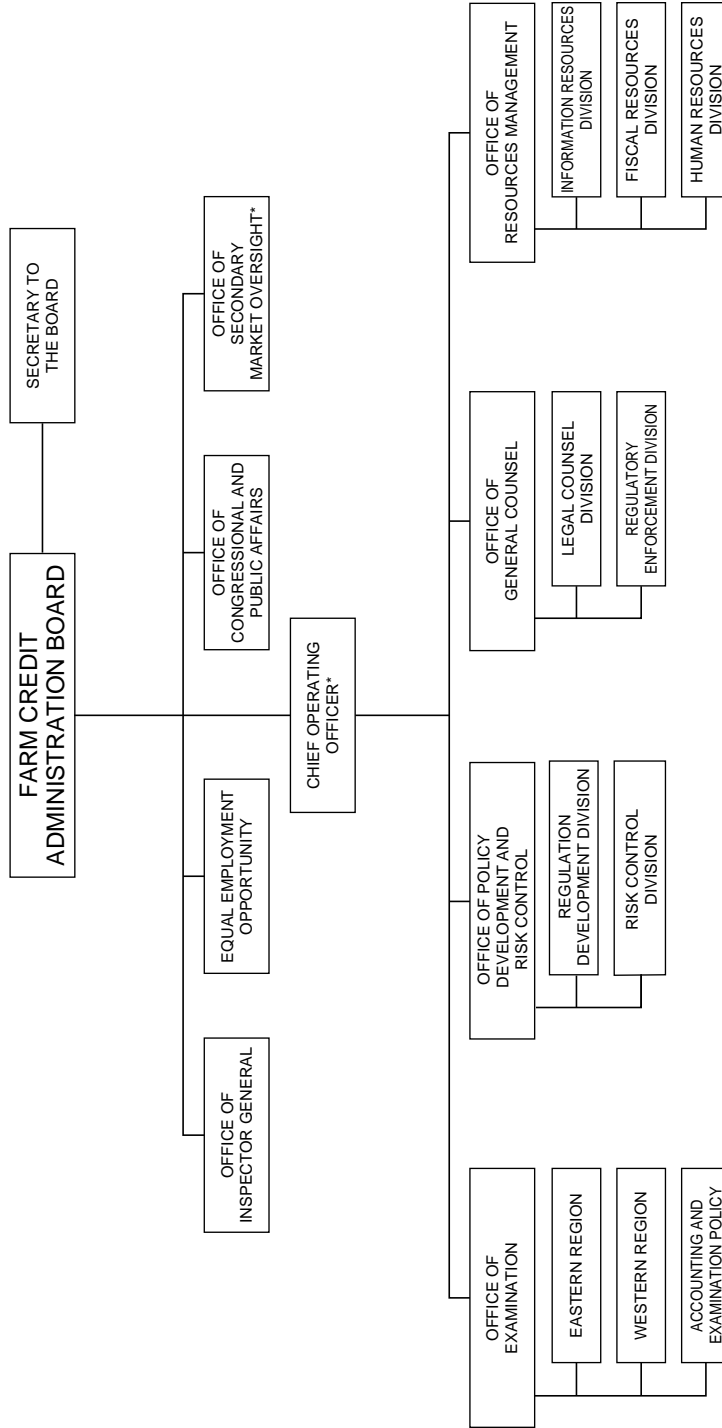 FARM CREDIT
ADMINISTRATION BOARD
SECRETARY TO
THE BOARD
OFFICE OF
INSPECTOR GENERAL
EQUAL EMPLOYMENT
OPPORTUNITY
OFFICE OF
CONGRESSIONAL AND
PUBLIC AFFAIRS
OFFICE OF
SECONDARY
MARKET OVERSIGHT*
CHIEF OPERATING
OFFICER*
OFFICE OF
EXAMINATION
EASTERN REGION
WESTERN REGION
ACCOUNTING AND
EXAMINATION POLICY
OFFICE OF POLICY
DEVELOPMENT AND
RISK CONTROL
REGULATION
DEVELOPMENT DIVISION
RISK CONTROL
DIVISION
OFFICE OF
GENERAL COUNSEL
LEGAL COUNSEL
DIVISION
REGULATORY
ENFORCEMENT DIVISION
OFFICE OF
RESOURCES MANAGEMENT
INFORMATION RESOURCES
DIVISION
FISCAL RESOURCES
DIVISION
HUMAN RESOURCES
DIVISION